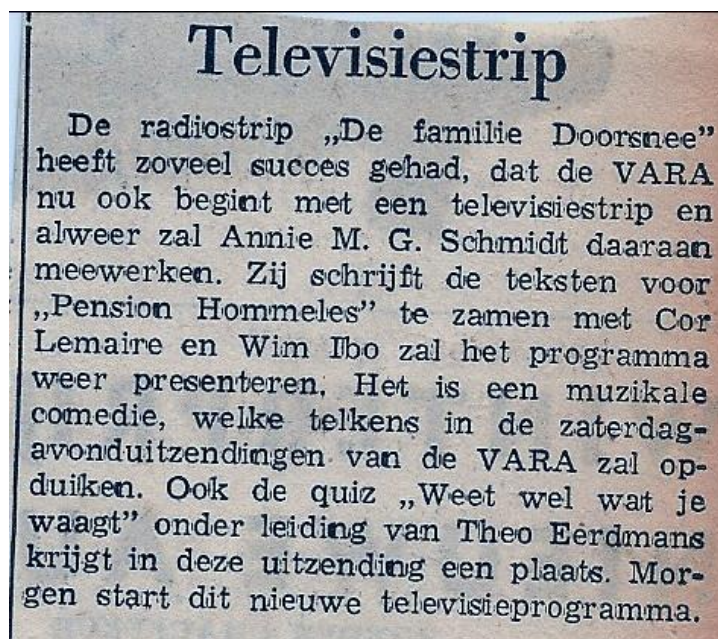 Televisiestrip
De radiostrip „De familie Doorsnee”
heeft zoveel succes gehad, dat de VARA
nu ook begint met een televisiestrip en
alweer zal Annie M. G. Schmidt daaraan
meewerken. Zij schrijft de teksten voor
„Pension Hommeles” te zamen met Cor
Lemaire en Wim Ibo zal het programma
weer presenteren. Het is een muzikale
comedie, welke telkens in de zaterdag-
avonduitzendingen van de VARA zal op-
duiken. Ook de quiz „Weet wel wat je
waagt” onder leiding van Theo Eerdmans
krijgt in deze uitzending een plaats. Mor-
gen start dit nieuwe televisieprogramma.